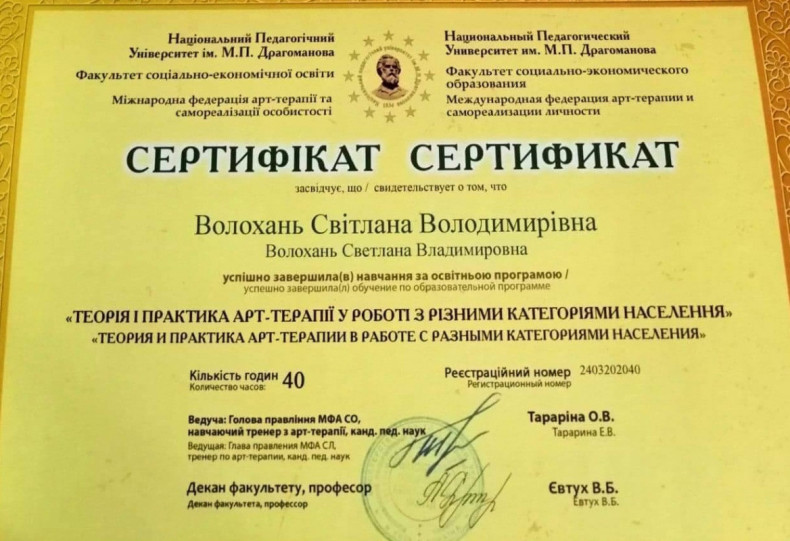 Національний Педагогічний
Університет ім. М.П. Драгоманова
Факультет соціально-економічної освіти
Міжнародна федерація арт-терапії та
самореалізації особистості
Национальный Педагогический
Университет им. М.П. Драгоманова
Факультет социально-экономического
образования
Международная федерация арт-терапии и
самореализации личности
СЕРТИФІКАТ СЕРТИФИКАТ
засвідчує, що / свидетельствует о том, что
Волохань Світлана Володимирівна
Волохань Светлана Владимировна
успішно завершила(в) навчання за освітньою програмою /
успешно завершила(л) обучение по образовательной программе
«ТЕОРІЯ І ПРАКТИКА АРТ-ТЕРАПІЇ У РОБОТІ З РІЗНИМИ КАТЕГОРІЯМИ НАСЕЛЕННЯ»
«ТЕОРИЯ И ПРАКТИКА АРТ-ТЕРАПИИ В РАБОТЕ С РАЗНЫМИ КАТЕГОРИЯМИ НАСЕЛЕНИЯ»
Кількість годин 40
Количество часов:
Реєстраційний номер 2403202040
Регистрационный номер
Ведуча: Голова правління МФА СО,
навчаючий тренер з арт-терапії, канд. пед. наук
Ведущая: Глава правления МФА СЛ,
тренер по арт-терапии, канд. пед. наук
Тараріна О.В.
Тарарина Е.В.
Декан факультету, професор
Декан факультета, профессор
Євтух В.Б.
Евтух В.Б.